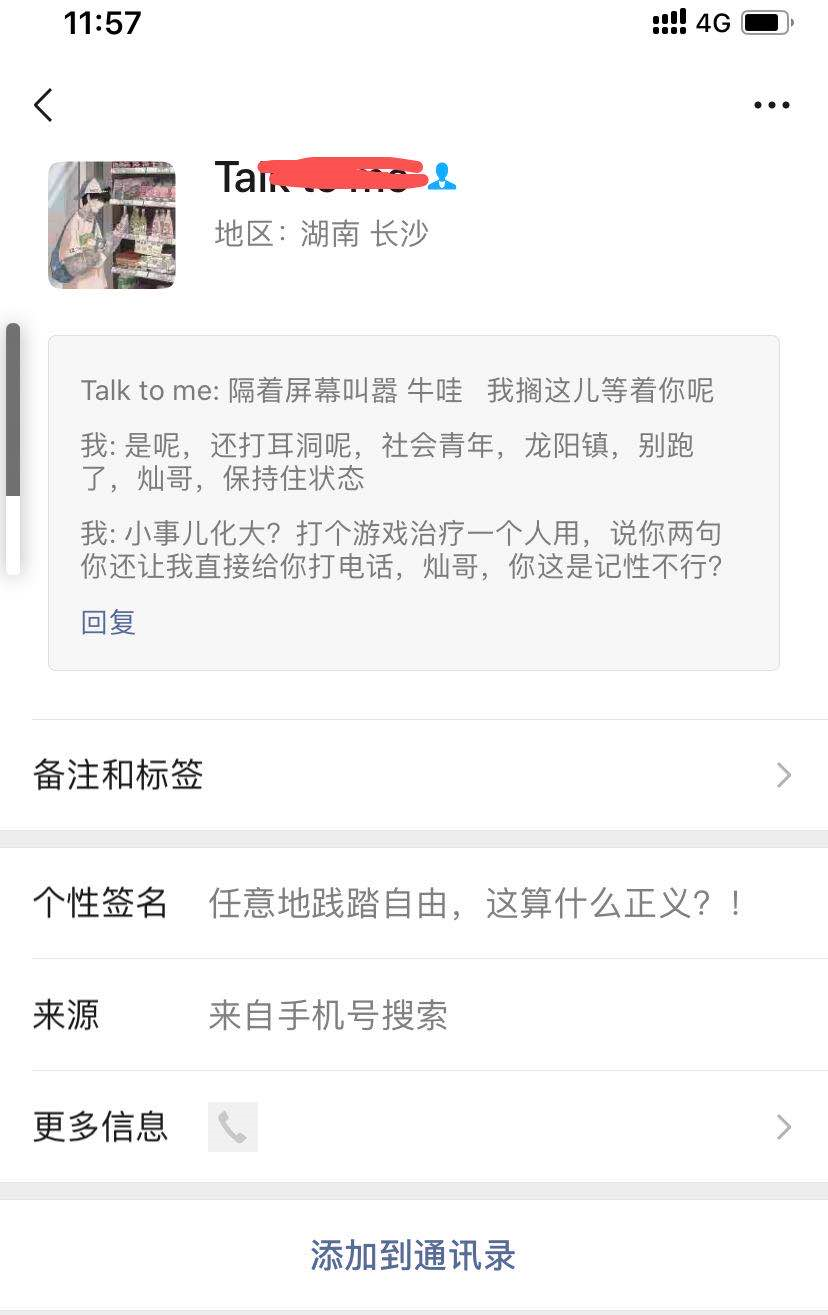 11:57
4G
Talk to me
地区：湖南 长沙
Talk to me: 隔着屏幕叫嚣 牛哇 我搁这儿等着你呢
我: 是呢，还打耳洞呢，社会青年，龙阳镇，别跑
了，灿哥，保持住状态
我: 小事儿化大？打个游戏治疗一个人用，说你两句
你还让我直接给你打电话，灿哥，你这是记性不行？
回复
备注和标签
个性签名 任意地践踏自由，这算什么正义？！
来源 来自手机号搜索
更多信息
添加到通讯录